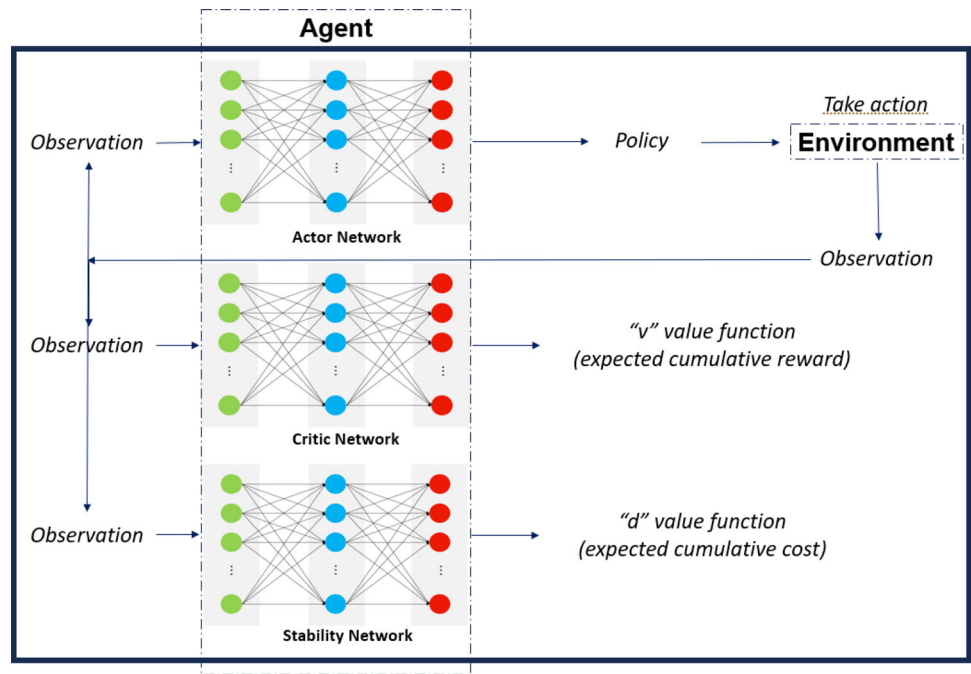 Agent
Take action
Observation
Policy
Environment
Actor Network
Observation
Observation
“v” value function
(expected cumulative reward)
Critic Network
Observation
“d” value function
(expected cumulative cost)
Stability Network